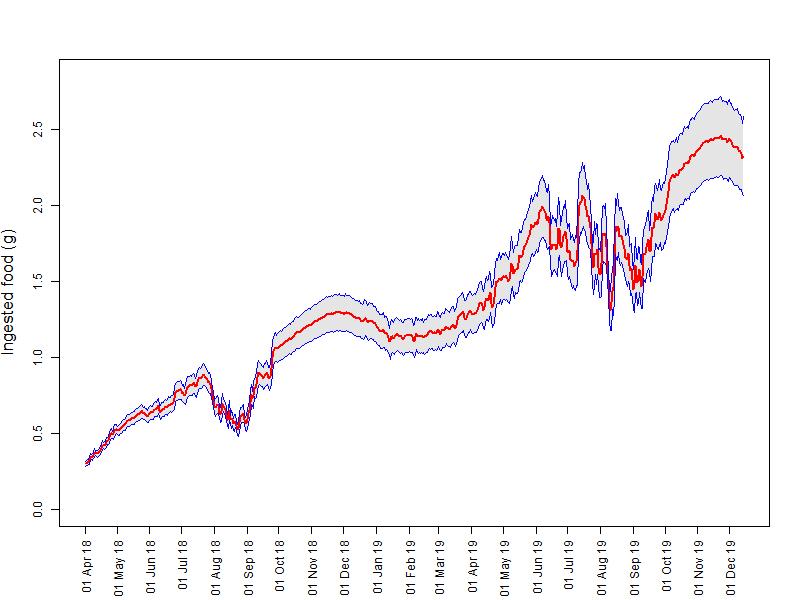 Ingested food (g)
2.5
2.0
1.5
1.0
0.5
0.0
01 Apr 18
01 May 18
01 Jun 18
01 Jul 18
01 Aug 18
01 Sep 18
01 Oct 18
01 Nov 18
01 Dec 18
01 Jan 19
01 Feb 19
01 Mar 19
01 Apr 19
01 May 19
01 Jun 19
01 Jul 19
01 Aug 19
01 Sep 19
01 Oct 19
01 Nov 19
01 Dec 19